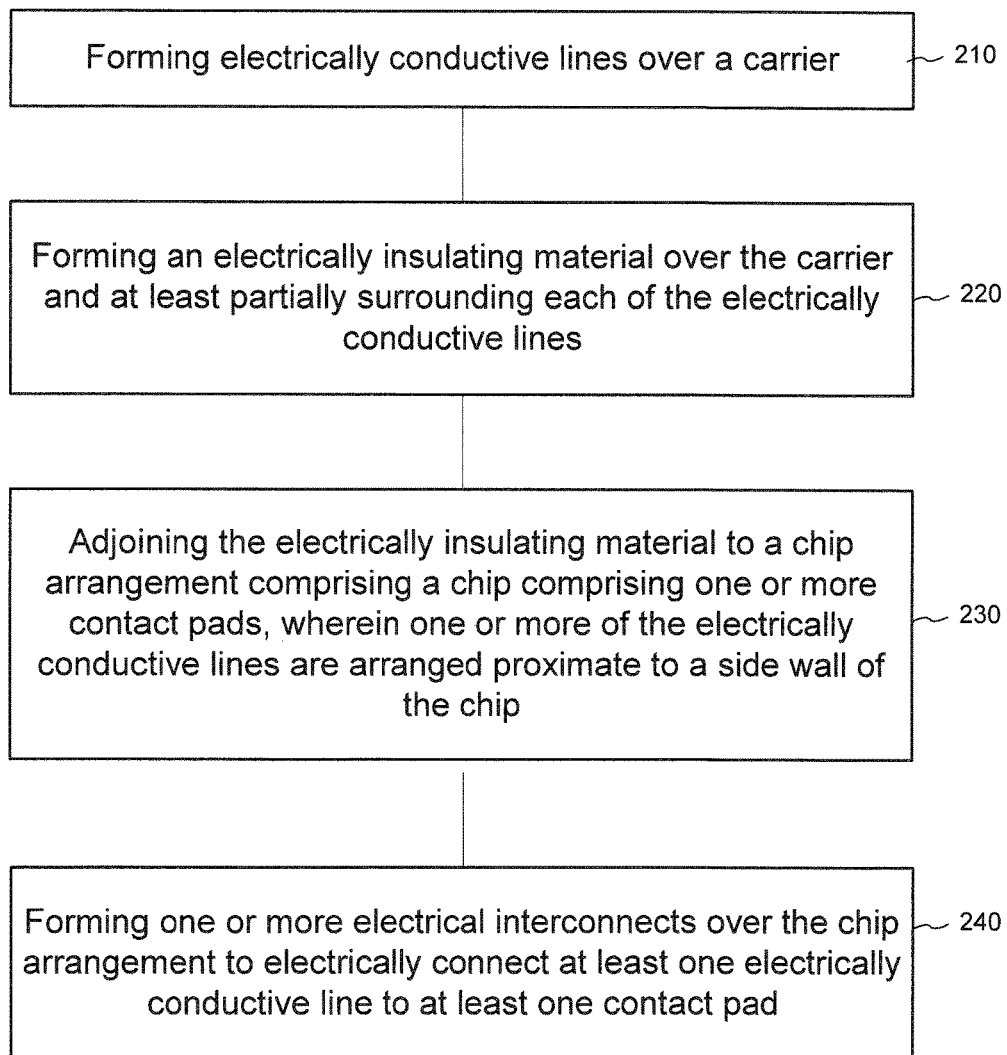 Forming electrically conductive lines over a carrier
210
Forming an electrically insulating material over the carrier
and at least partially surrounding each of the electrically
conductive lines
220
Adjoining the electrically insulating material to a chip
arrangement comprising a chip comprising one or more
contact pads, wherein one or more of the electrically
conductive lines are arranged proximate to a side wall of
the chip
230
Forming one or more electrical interconnects over the chip
arrangement to electrically connect at least one electrically
conductive line to at least one contact pad
240